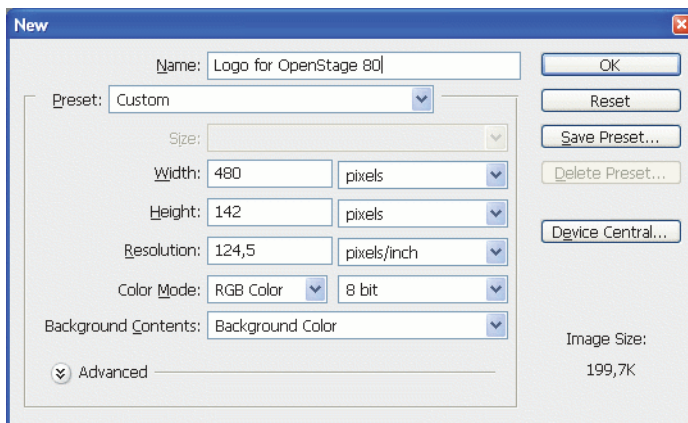 New
Name: Logo for OpenStage 80
OK
Preset: Custom
Reset
Size:
Save Preset...
Width: 480 pixels
Delete Preset...
Height: 142 pixels
Device Central...
Resolution: 124,5 pixels/inch
Color Mode: RGB Color 8 bit
Background Contents: Background Color
Image Size:
199,7K
Advanced